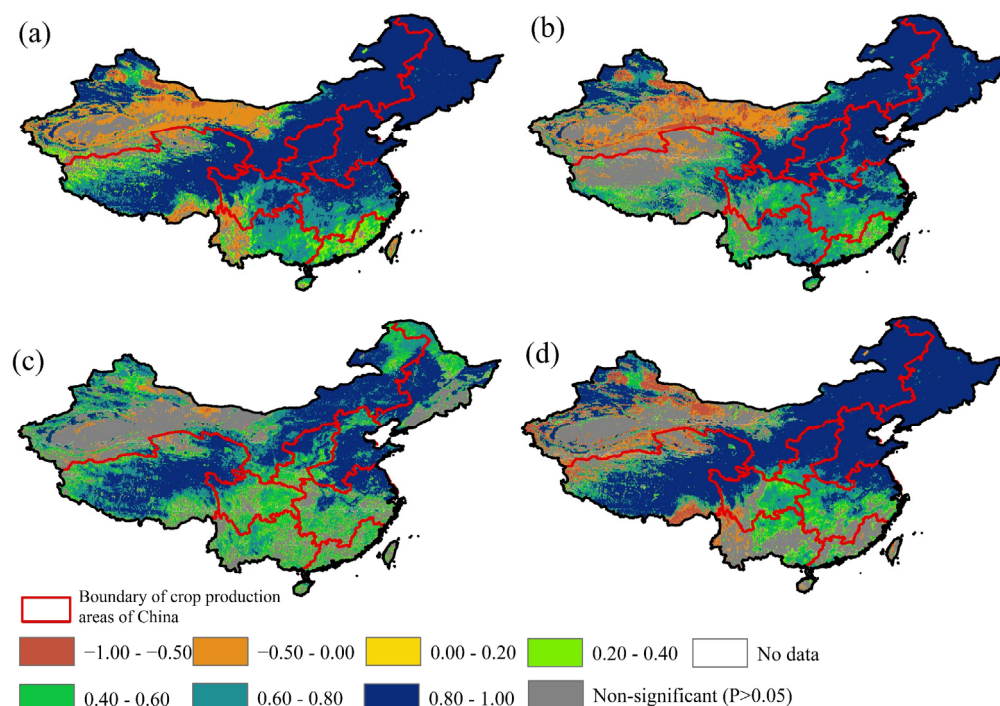 (a)
(b)
(c)
(d)
Boundary of crop production
areas of China
−1.00 - −0.50
−0.50 - 0.00
0.00 - 0.20
0.20 - 0.40
No data
0.40 - 0.60
0.60 - 0.80
0.80 - 1.00
Non-significant (P>0.05)